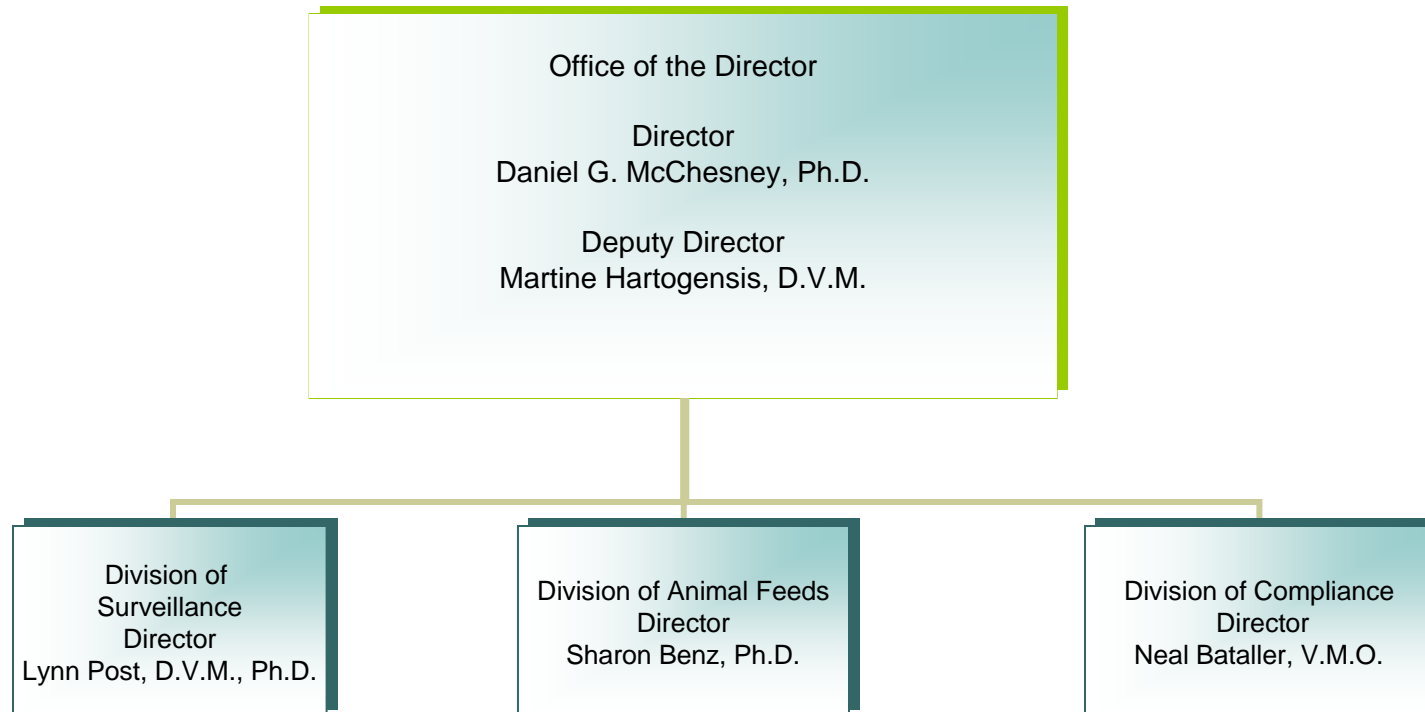 Office of the Director
Director
Daniel G. McChesney, Ph.D.
Deputy Director
Martine Hartogensis, D.V.M.
Division of
Surveillance
Director
Lynn Post, D.V.M., Ph.D.
Division of Animal Feeds
Director
Sharon Benz, Ph.D.
Division of Compliance
Director
Neal Bataller, V.M.O.